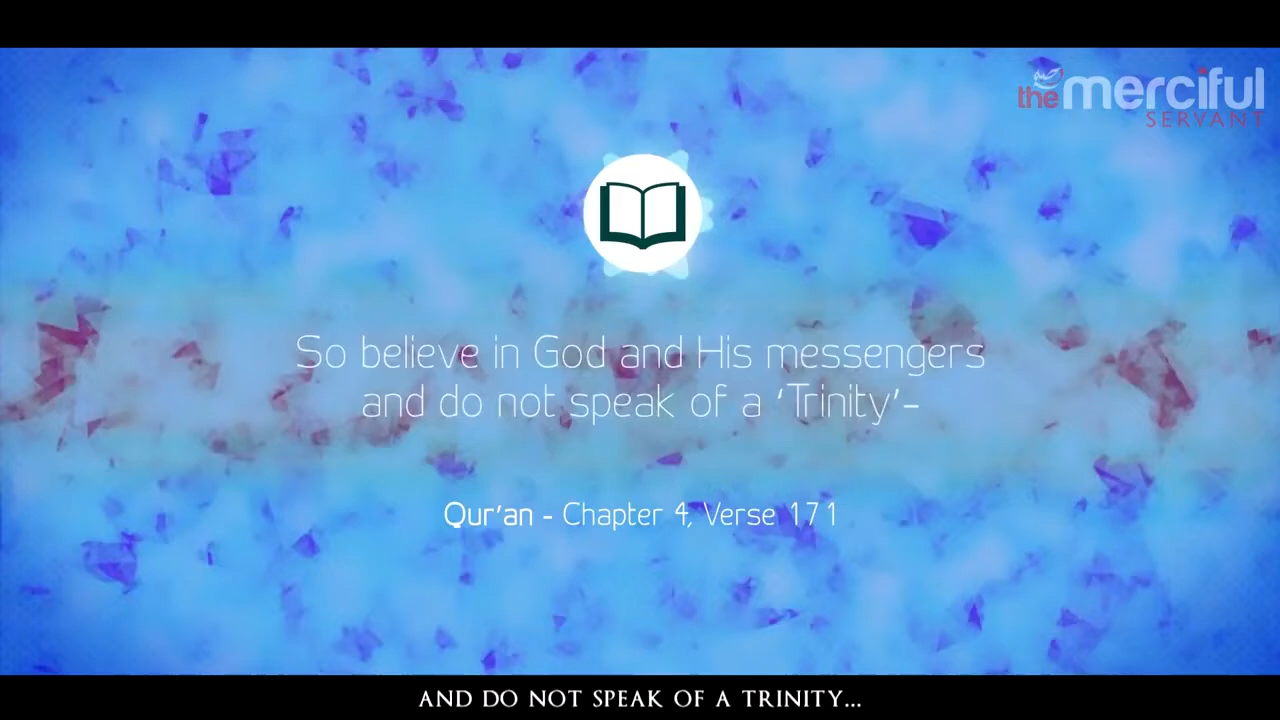 the merciful
SERVANT
So believe in God and His messengers
and do not speak of a ‘Trinity’-
Qur’an - Chapter 4, Verse 171
AND DO NOT SPEAK OF A TRINITY...